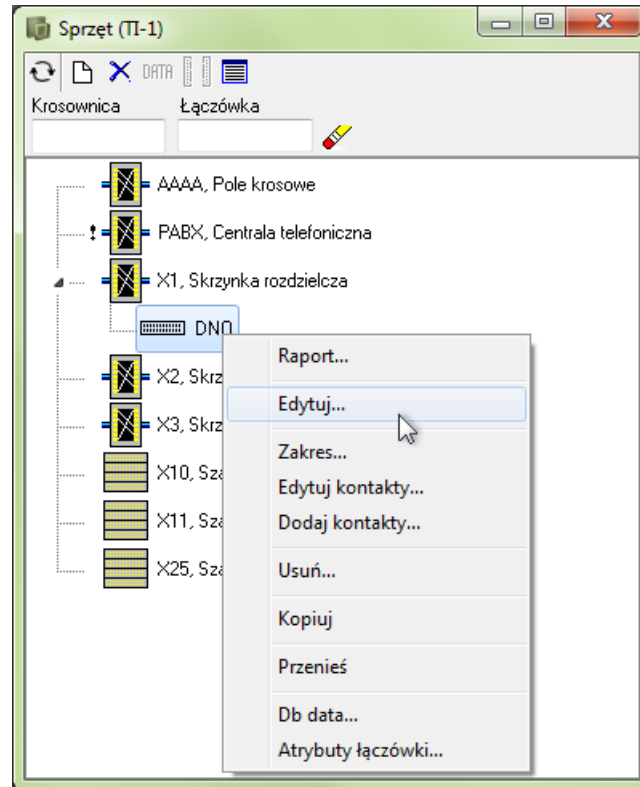 Sprzęt (TI-1)
DATA
Krosownica Łączówka
AAAA, Pole krosowe
! PABX, Centrala telefoniczna
X1, Skrzynka rozdzielcza
DN0
X2, Skrz
X3, Skrz
X10, Sza
X11, Sza
X25, Sza
Raport...
Edytuj...
Zakres...
Edytuj kontakty...
Dodaj kontakty...
Usuń...
Kopiuj
Przenieś
Db data...
Atrybuty łączówki...